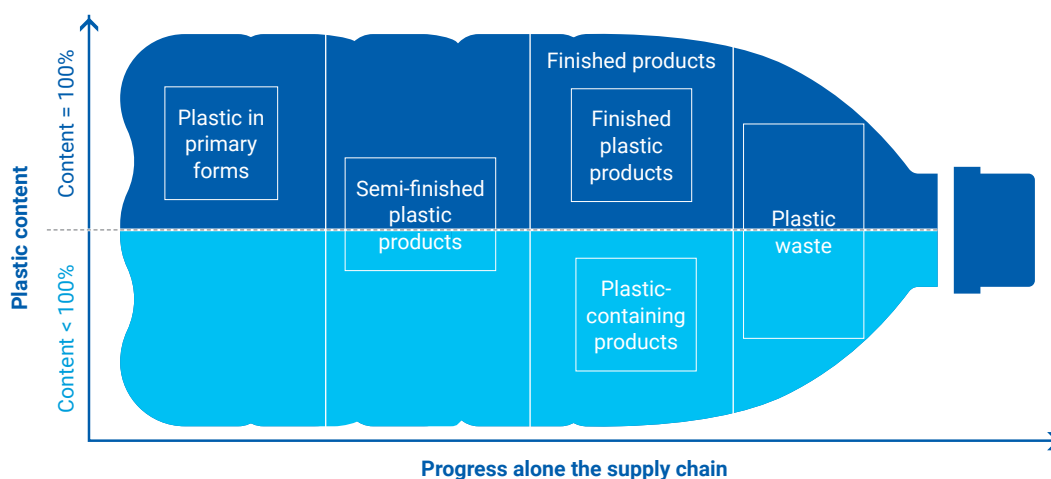 Plastic content
Content = 100%
Content < 100%
Plastic in
primary
forms
Semi-finished
plastic
products
Finished products
Finished
plastic
products
Plastic-
containing
products
Plastic
waste
Progress alone the supply chain